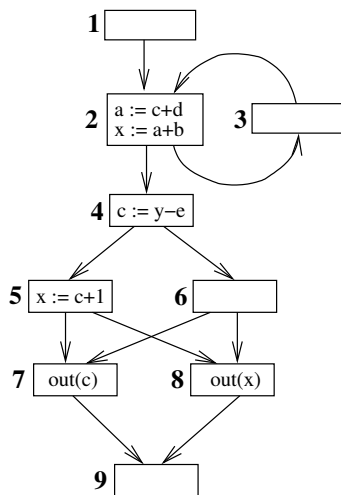 1
2
a := c+d
x := a+b
3
4
c := y−e
5
x := c+1
6
7
out(c)
8
out(x)
9